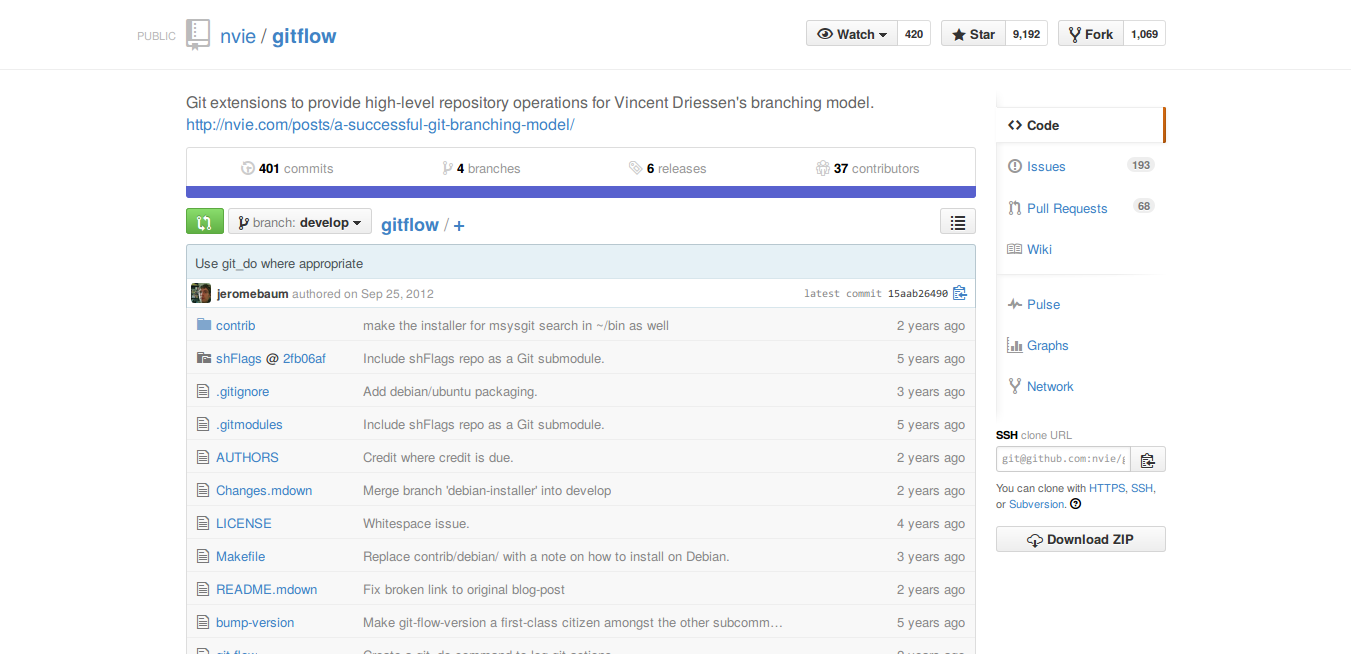 PUBLIC nvie / gitflow Watch 420 Star 9,192 Fork 1,069
Git extensions to provide high-level repository operations for Vincent Driessen's branching model.
http://nvie.com/posts/a-successful-git-branching-model/
401 commits 4 branches 6 releases 37 contributors
branch: develop gitflow / +
Use git_do where appropriate
jeromebaum authored on Sep 25, 2012 latest commit 15aab26490
contrib make the installer for msysgit search in ~/bin as well 2 years ago
shFlags @ 2fb06af Include shFlags repo as a Git submodule. 5 years ago
.gitignore Add debian/ubuntu packaging. 3 years ago
.gitmodules Include shFlags repo as a Git submodule. 5 years ago
AUTHORS Credit where credit is due. 2 years ago
Changes.mdown Merge branch 'debian-installer' into develop 2 years ago
LICENSE Whitespace issue. 4 years ago
Makefile Replace contrib/debian/ with a note on how to install on Debian. 3 years ago
README.mdown Fix broken link to original blog-post 2 years ago
bump-version Make git-flow-version a first-class citizen amongst the other subcomm… 5 years ago
Code
Issues 193
Pull Requests 68
Wiki
Pulse
Graphs
Network
SSH clone URL
git@github.com:nvie/g
You can clone with HTTPS, SSH,
or Subversion.
Download ZIP